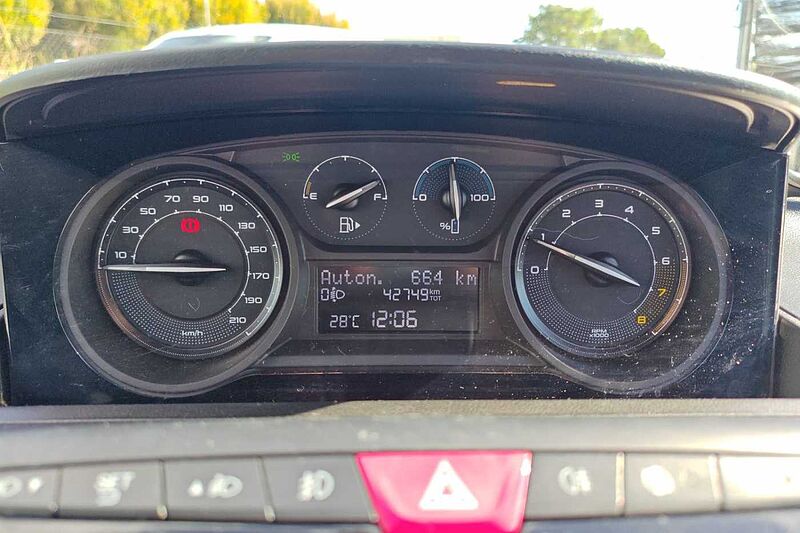 10 30 50 70 90 110 130 150 170 190 210
km/h
E F
0 100
%
Auton. 664 km
42749 km TOT
28°C 12:06
0 1 2 3 4 5 6 7 8
RPM
x1000